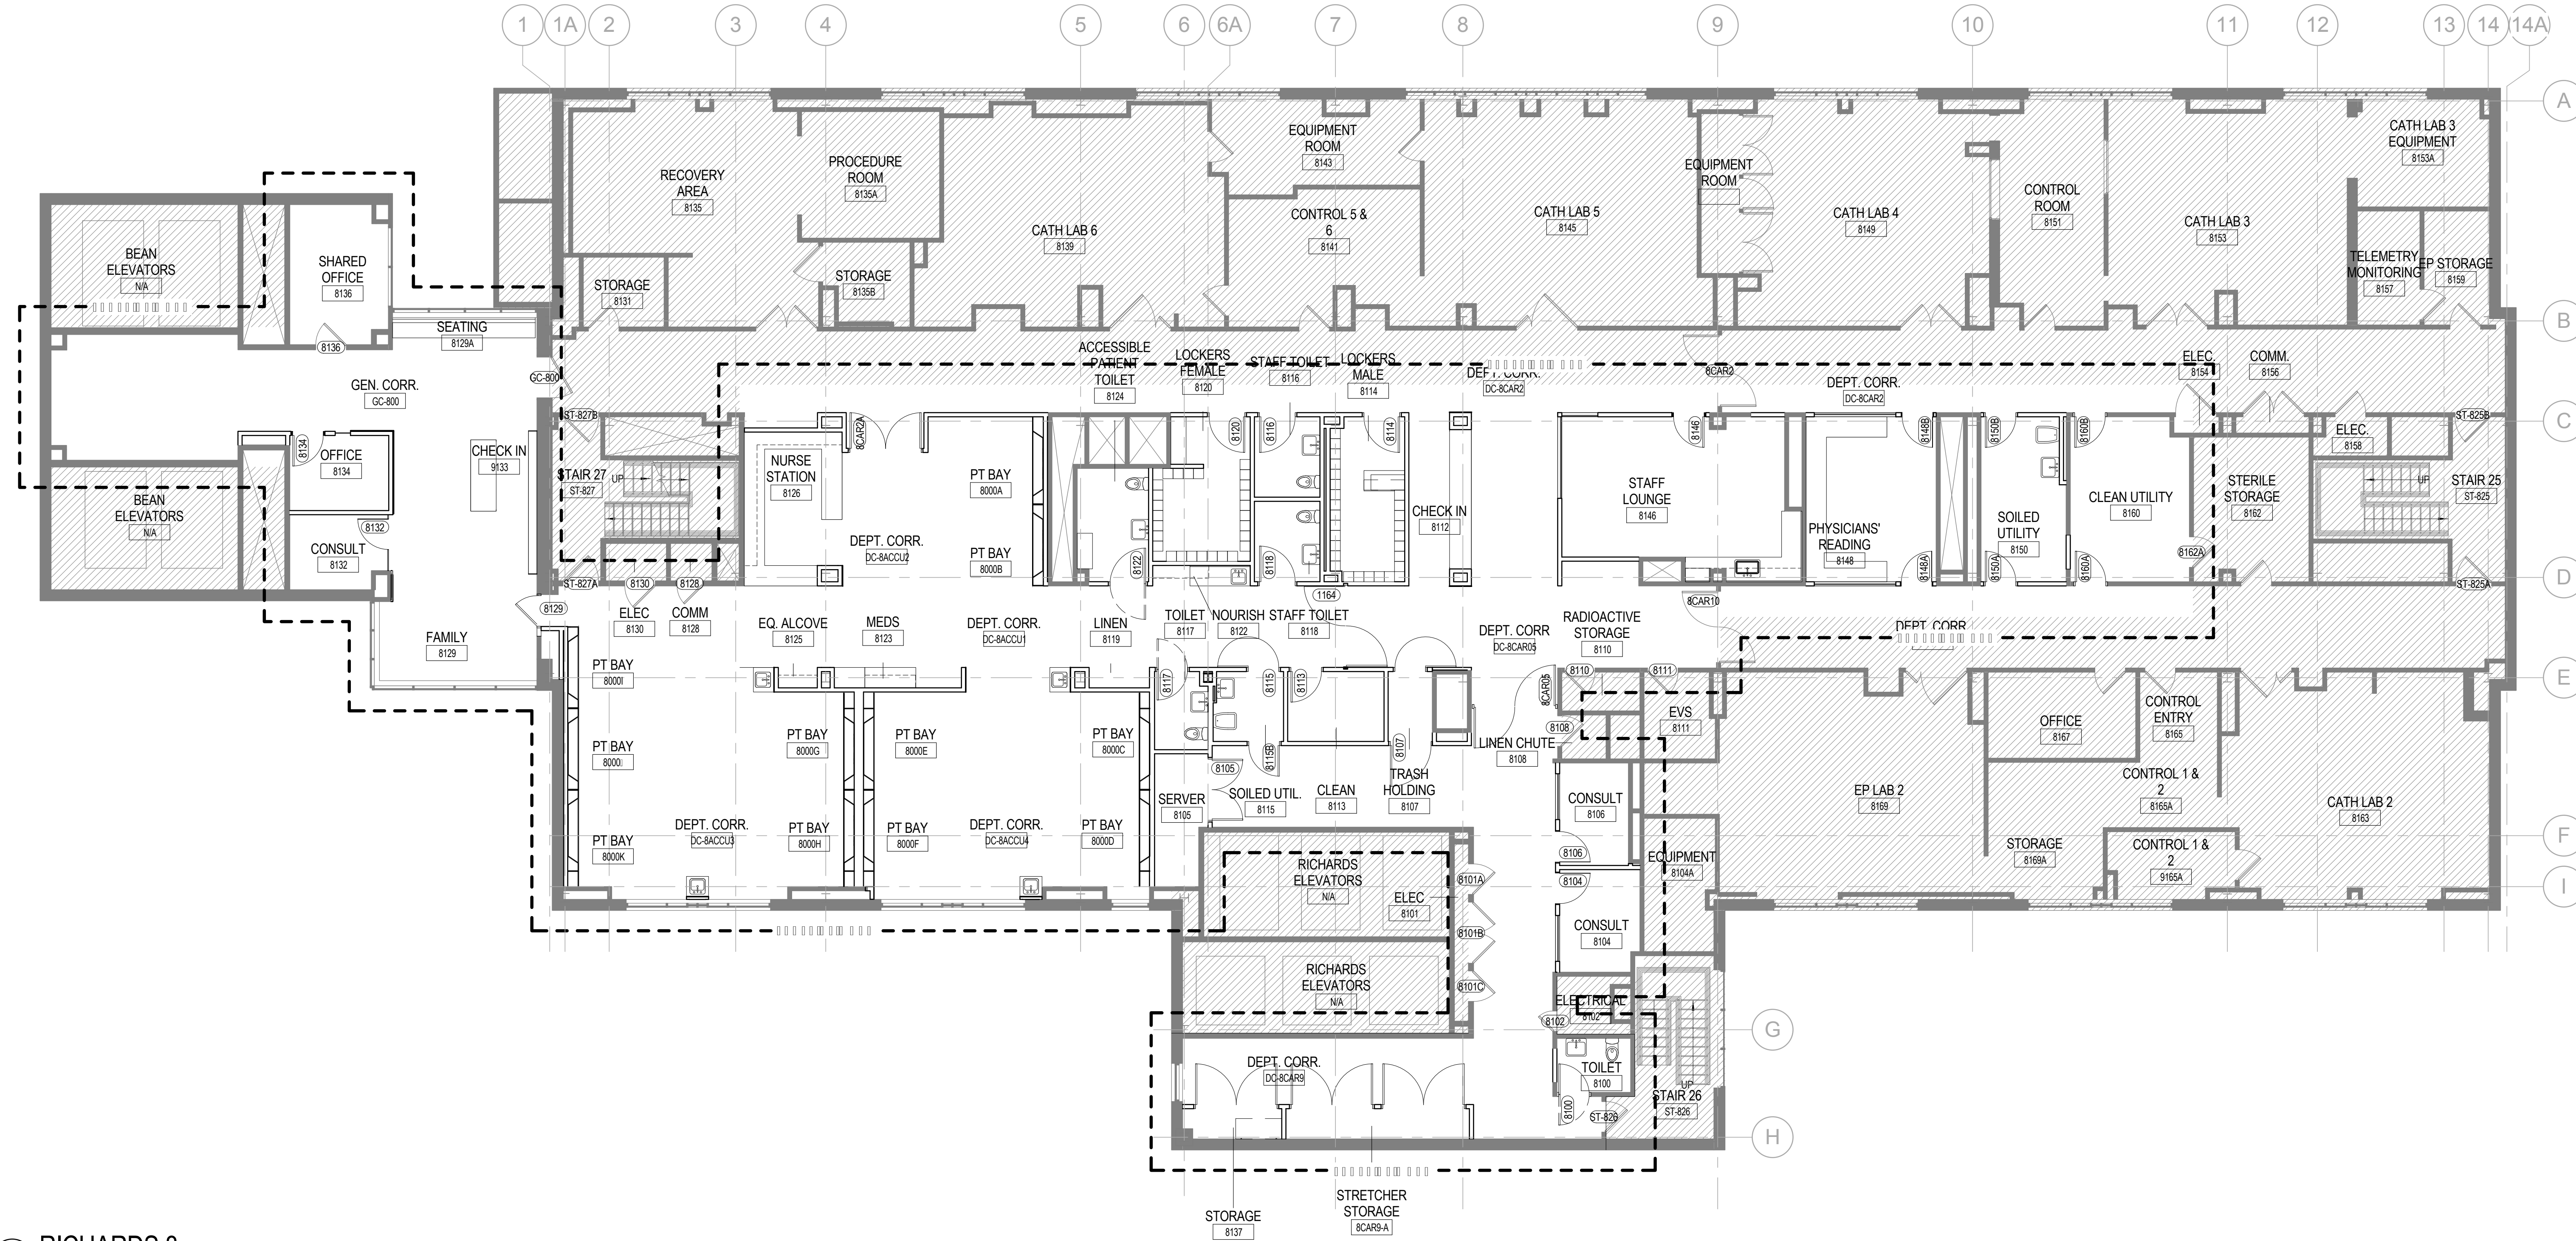 1
1A
2
3
4
5
6
6A
7
8
9
10
11
12
13
14
14A
A
B
C
D
E
F
I
G
H
RECOVERY
AREA
8135
PROCEDURE
ROOM
8135A
EQUIPMENT
ROOM
8143
CATH LAB 6
8139
CONTROL 5 &
6
8141
CATH LAB 5
8145
EQUIPMENT
ROOM
CATH LAB 4
8149
CONTROL
ROOM
8151
CATH LAB 3
8153
CATH LAB 3
EQUIPMENT
8153A
TELEMETRY
MONITORING
8157
EP STORAGE
8159
BEAN
ELEVATORS
N/A
SHARED
OFFICE
8136
8136
STORAGE
8131
STORAGE
8135B
SEATING
8129A
GEN. CORR.
GC-800
GC-800
ST-827B
ACCESSIBLE
PATIENT
TOILET
8124
LOCKERS
FEMALE
8120
STAFF TOILET
8116
LOCKERS
MALE
8114
DEPT. CORR.
DC-8CAR2
8CAR2
DEPT. CORR.
DC-8CAR2
ELEC.
8154
COMM.
8156
8134
OFFICE
8134
CHECK IN
9133
STAIR 27
ST-827
UP
NURSE
STATION
8126
8CAR2A
PT BAY
8000A
8120
8116
8114
CHECK IN
8112
STAFF
LOUNGE
8146
8146
PHYSICIANS'
READING
8148
8148B
8150B
8160B
SOILED
UTILITY
8150
CLEAN UTILITY
8160
STERILE
STORAGE
8162
ELEC.
8158
ST-825B
UP
STAIR 25
ST-825
BEAN
ELEVATORS
N/A
8132
CONSULT
8132
DEPT. CORR.
DC-8ACCU2
PT BAY
8000B
8122
8118
8148A
8150A
8160A
8162A
ST-825A
ST-827A
8130
8128
8129
FAMILY
8129
ELEC
8130
COMM
8128
EQ. ALCOVE
8125
MEDS
8123
DEPT. CORR.
DC-8ACCU1
LINEN
8119
TOILET
8117
NOURISH
8122
STAFF TOILET
8118
1164
DEPT. CORR
DC-8CAR05
RADIOACTIVE
STORAGE
8110
8CAR10
DEPT. CORR.
PT BAY
8000I
8117
8115
8113
8CAR05
8110
8111
EVS
8111
OFFICE
8167
CONTROL
ENTRY
8165
PT BAY
PT BAY
8000G
PT BAY
8000E
PT BAY
8000C
8115B
8107
8108
LINEN CHUTE
8108
CONTROL 1 &
2
8165A
SERVER
8105
8105
SOILED UTIL.
8115
CLEAN
8113
TRASH
HOLDING
8107
CONSULT
8106
EP LAB 2
8169
CATH LAB 2
8163
PT BAY
8000K
DEPT. CORR.
DC-8ACCU3
PT BAY
8000H
PT BAY
8000F
DEPT. CORR.
DC-8ACCU4
PT BAY
8000D
8106
EQUIPMENT
8104A
STORAGE
8169A
CONTROL 1 &
2
9165A
RICHARDS
ELEVATORS
N/A
ELEC
8101
8101A
8104
CONSULT
8104
8101B
RICHARDS
ELEVATORS
N/A
8101C
ELECTRICAL
8102
8102
DEPT. CORR.
DC-8CAR9
TOILET
8100
8100
UP
STAIR 26
ST-826
ST-826
STORAGE
8137
STRETCHER
STORAGE
8CAR9-A